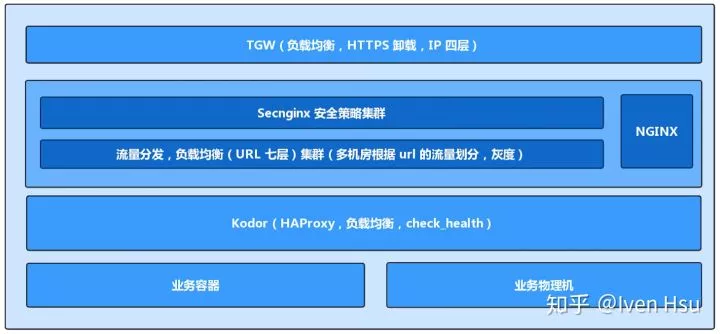 TGW（负载均衡，HTTPS 卸载，IP 四层）
Secnginx 安全策略集群
流量分发，负载均衡（URL 七层）集群（多机房根据 url 的流量划分，灰度）
NGINX
Kodor（HAProxy，负载均衡，check_health）
业务容器
业务物理机
知乎 @Iven Hsu